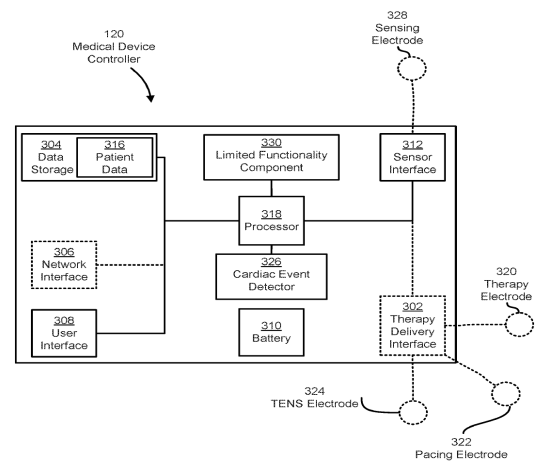 120
Medical Device
Controller
328
Sensing
Electrode
304
Data
Storage
316
Patient
Data
330
Limited Functionality
Component
312
Sensor
Interface
318
Processor
306
Network
Interface
326
Cardiac Event
Detector
320
Therapy
Electrode
308
User
Interface
310
Battery
302
Therapy
Delivery
Interface
324
TENS Electrode
322
Pacing Electrode